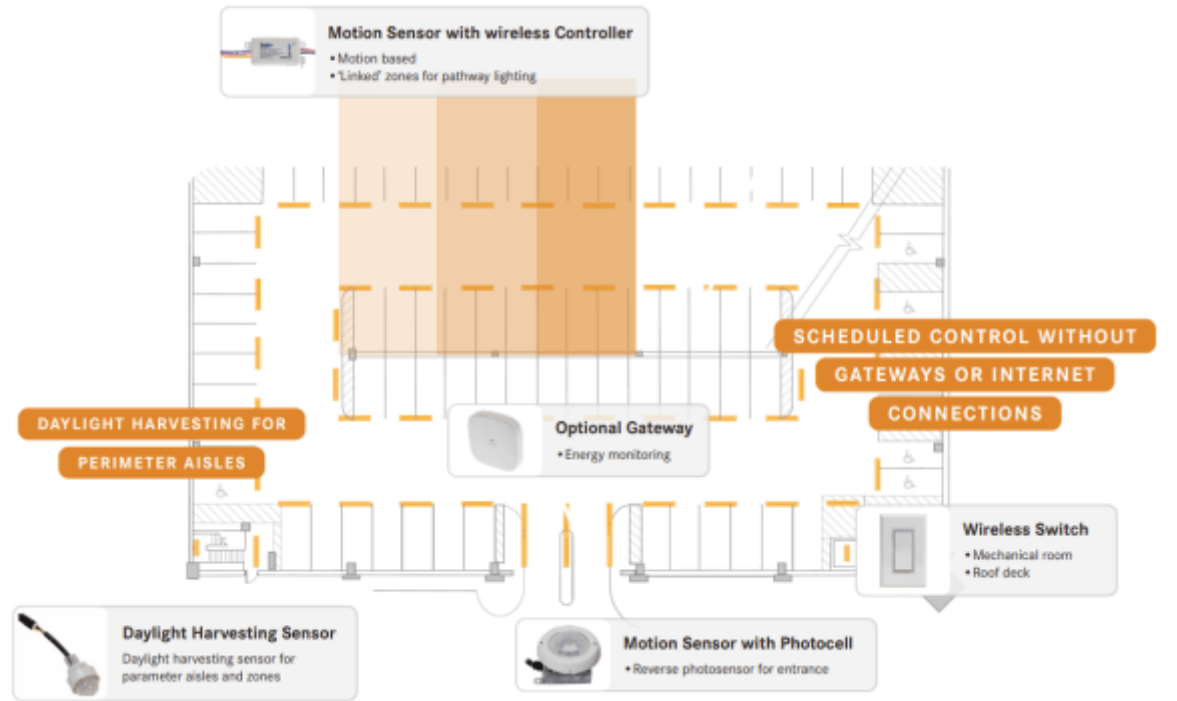 Motion Sensor with wireless Controller
• Motion based
• 'Linked' zones for pathway lighting
SCHEDULED CONTROL WITHOUT
GATEWAYS OR INTERNET
CONNECTIONS
DAYLIGHT HARVESTING FOR
PERIMETER AISLES
Optional Gateway
• Energy monitoring
Wireless Switch
• Mechanical room
• Roof deck
Daylight Harvesting Sensor
Daylight harvesting sensor for
parameter aisles and zones
Motion Sensor with Photocell
• Reverse photosensor for entrance